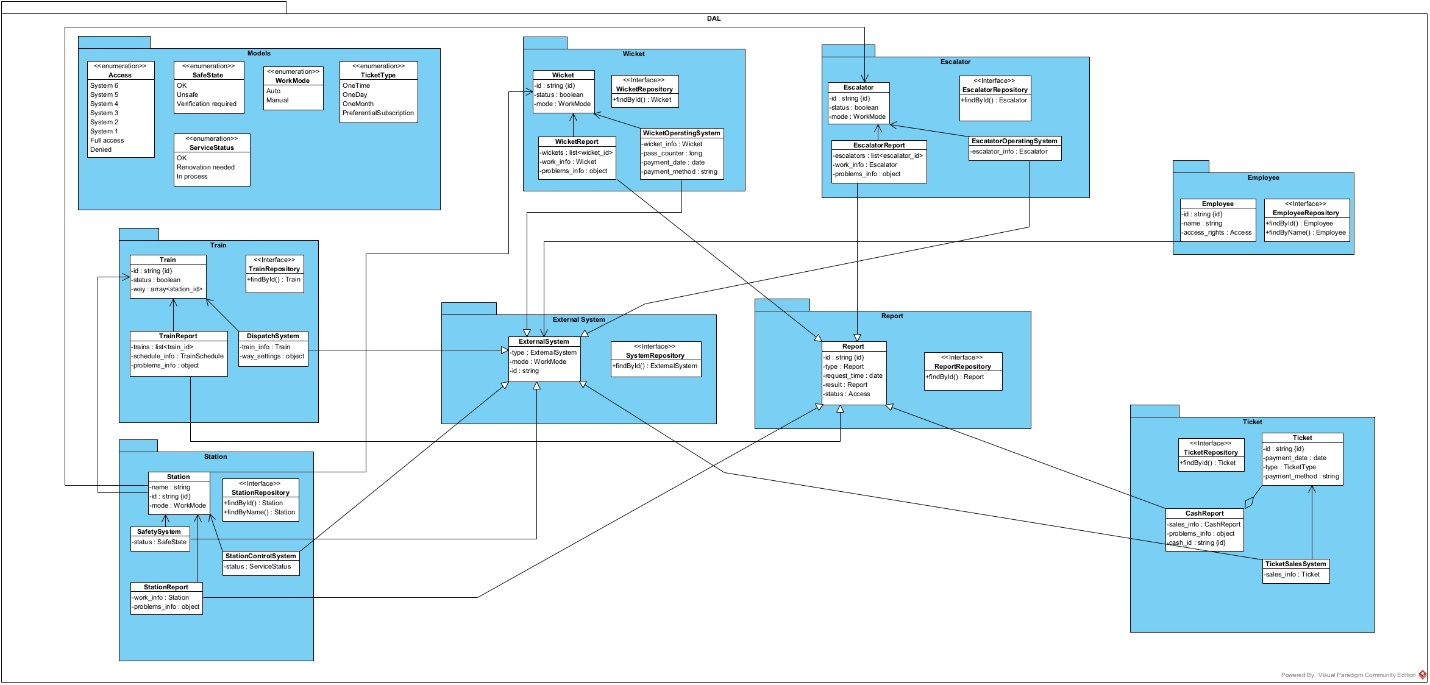 DAL
Models
<<enumeration>>
Access
System 6
System 5
System 4
System 3
System 2
System 1
Full access
Denied
<<enumeration>>
SafeState
OK
Unsafe
Verification required
<<enumeration>>
WorkMode
Auto
Manual
<<enumeration>>
TicketType
OneTime
OneDay
OneMonth
PreferentialSubscription
<<enumeration>>
ServiceStatus
OK
Renovation needed
In process
Wicket
Wicket
-id : string {id}
-status : boolean
-mode : WorkMode
<<Interface>>
WicketRepository
+findById() : Wicket
WicketReport
-wickets : list<wicket_id>
-work_info : Wicket
-problems_info : object
WicketOperatingSystem
-wicket_info : Wicket
-pass_counter : long
-payment_date : date
-payment_method : string
Escalator
Escalator
-id : string {id}
-status : boolean
-mode : WorkMode
<<Interface>>
EscalatorRepository
+findById() : Escalator
EscalatorReport
-escalators : list<escalator_id>
-work_info : Escalator
-problems_info : object
EscatatorOperatingSystem
-escalator_info : Escalator
Employee
Employee
-id : string {id}
-name : string
-access_rights : Access
<<Interface>>
EmployeeRepository
+findById() : Employee
+findByName() : Employee
Train
Train
-id : string {id}
-status : boolean
-way : array<station_id>
<<Interface>>
TrainRepository
+findById() : Train
TrainReport
-trains : list<train_id>
-schedule_info : TrainSchedule
-problems_info : object
DispatchSystem
-train_info : Train
-way_settings : object
External System
ExternalSystem
-type : ExternalSystem
-mode : WorkMode
-id : string
<<Interface>>
SystemRepository
+findById() : ExternalSystem
Report
Report
-id : string {id}
-type : Report
-request_time : date
-result : Report
-status : Access
<<Interface>>
ReportRepository
+findById() : Report
Station
Station
-name : string
-id : string {id}
-mode : WorkMode
<<Interface>>
StationRepository
+findById() : Station
+findByName() : Station
SafetySystem
-status : SafeState
StationControlSystem
-status : ServiceStatus
StationReport
-work_info : Station
-problems_info : object
Ticket
<<Interface>>
TicketRepository
+findById() : Ticket
Ticket
-id : string {id}
-payment_date : date
-type : TicketType
-payment_method : string
CashReport
-sales_info : CashReport
-problems_info : object
-cash_id : string {id}
TicketSalesSystem
-sales_info : Ticket
Powered By Visual Paradigm Community Edition